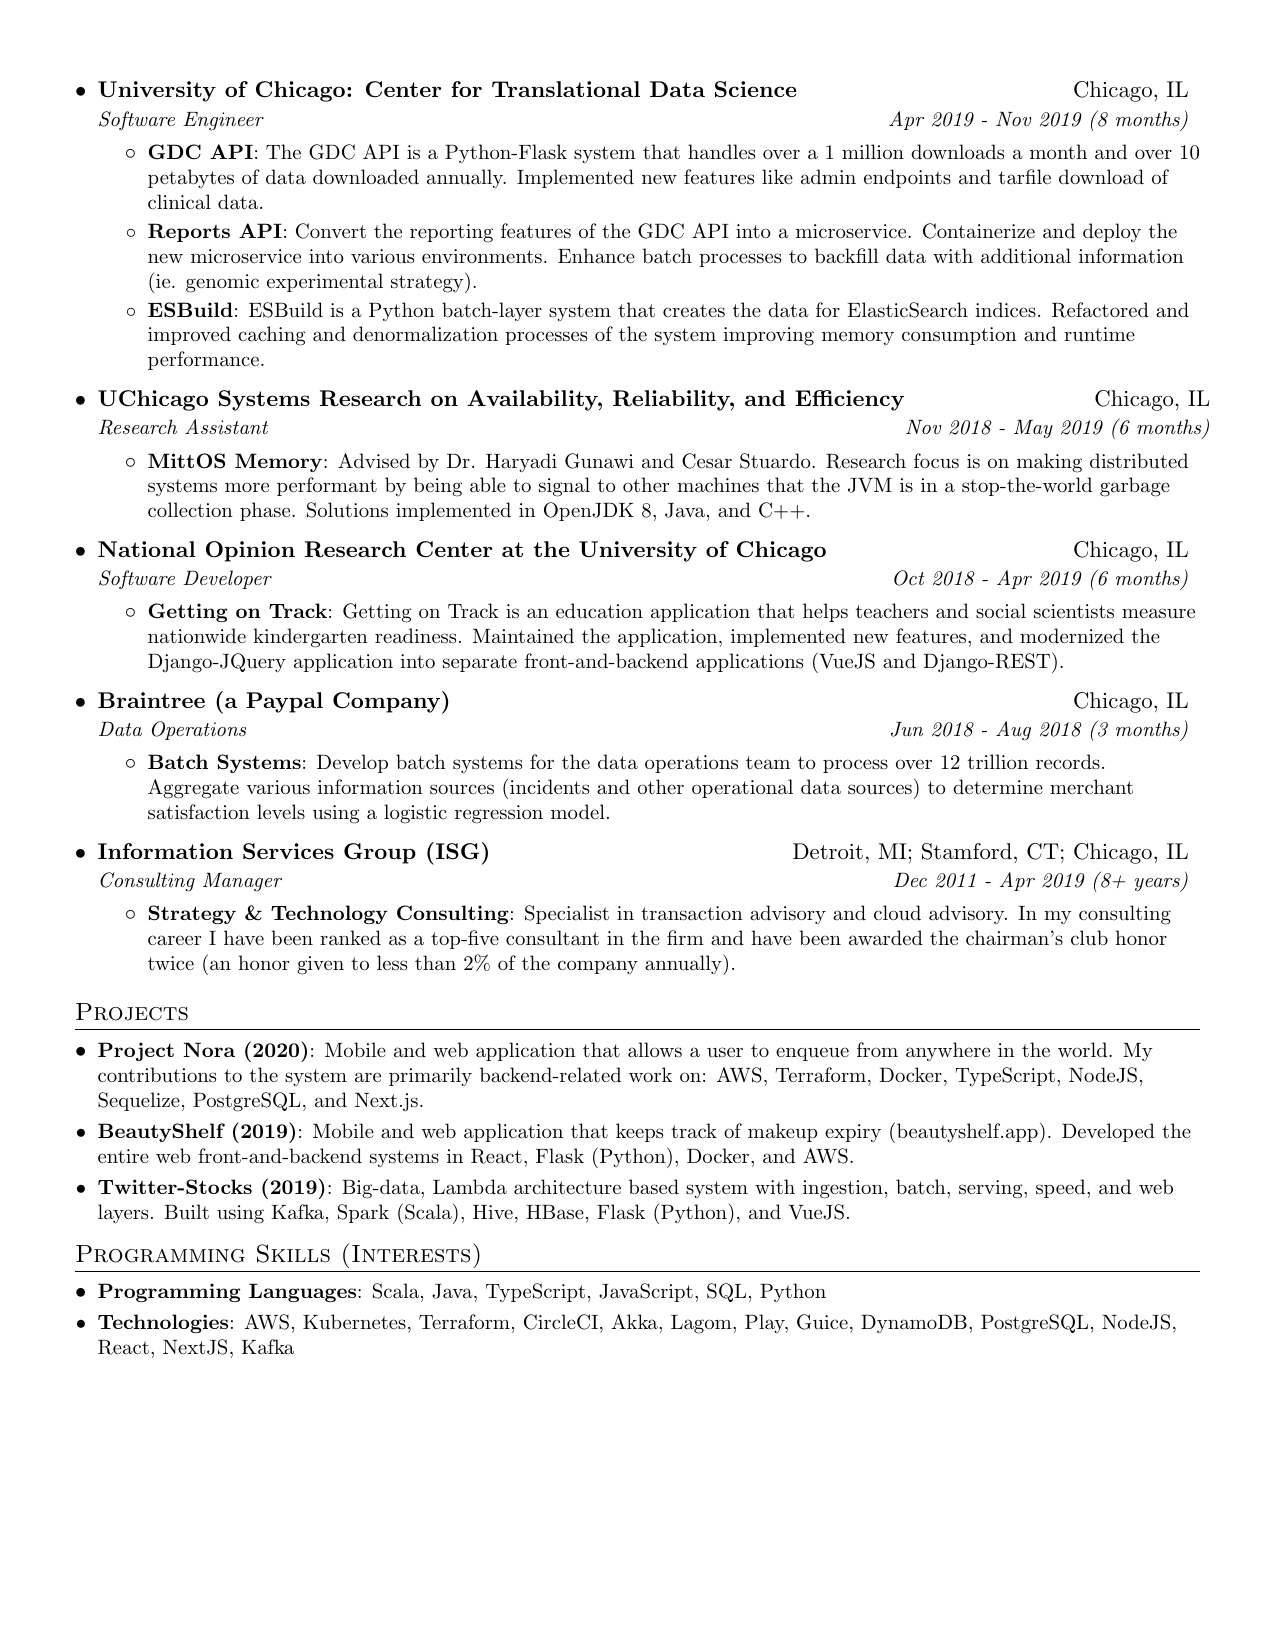 • University of Chicago: Center for Translational Data Science Chicago, IL
Software Engineer Apr 2019 - Nov 2019 (8 months)
◦ GDC API: The GDC API is a Python-Flask system that handles over a 1 million downloads a month and over 10
petabytes of data downloaded annually. Implemented new features like admin endpoints and tarfile download of
clinical data.
◦ Reports API: Convert the reporting features of the GDC API into a microservice. Containerize and deploy the
new microservice into various environments. Enhance batch processes to backfill data with additional information
(ie. genomic experimental strategy).
◦ ESBuild: ESBuild is a Python batch-layer system that creates the data for ElasticSearch indices. Refactored and
improved caching and denormalization processes of the system improving memory consumption and runtime
performance.
• UChicago Systems Research on Availability, Reliability, and Efficiency Chicago, IL
Research Assistant Nov 2018 - May 2019 (6 months)
◦ MittOS Memory: Advised by Dr. Haryadi Gunawi and Cesar Stuardo. Research focus is on making distributed
systems more performant by being able to signal to other machines that the JVM is in a stop-the-world garbage
collection phase. Solutions implemented in OpenJDK 8, Java, and C++.
• National Opinion Research Center at the University of Chicago Chicago, IL
Software Developer Oct 2018 - Apr 2019 (6 months)
◦ Getting on Track: Getting on Track is an education application that helps teachers and social scientists measure
nationwide kindergarten readiness. Maintained the application, implemented new features, and modernized the
Django-JQuery application into separate front-and-backend applications (VueJS and Django-REST).
• Braintree (a Paypal Company) Chicago, IL
Data Operations Jun 2018 - Aug 2018 (3 months)
◦ Batch Systems: Develop batch systems for the data operations team to process over 12 trillion records.
Aggregate various information sources (incidents and other operational data sources) to determine merchant
satisfaction levels using a logistic regression model.
• Information Services Group (ISG) Detroit, MI; Stamford, CT; Chicago, IL
Consulting Manager Dec 2011 - Apr 2019 (8+ years)
◦ Strategy & Technology Consulting: Specialist in transaction advisory and cloud advisory. In my consulting
career I have been ranked as a top-five consultant in the firm and have been awarded the chairman's club honor
twice (an honor given to less than 2% of the company annually).
Projects
• Project Nora (2020): Mobile and web application that allows a user to enqueue from anywhere in the world. My
contributions to the system are primarily backend-related work on: AWS, Terraform, Docker, TypeScript, NodeJS,
Sequelize, PostgreSQL, and Next.js.
• BeautyShelf (2019): Mobile and web application that keeps track of makeup expiry (beautyshelf.app). Developed the
entire web front-and-backend systems in React, Flask (Python), Docker, and AWS.
• Twitter-Stocks (2019): Big-data, Lambda architecture based system with ingestion, batch, serving, speed, and web
layers. Built using Kafka, Spark (Scala), Hive, HBase, Flask (Python), and VueJS.
Programming Skills (Interests)
• Programming Languages: Scala, Java, TypeScript, JavaScript, SQL, Python
• Technologies: AWS, Kubernetes, Terraform, CircleCI, Akka, Lagom, Play, Guice, DynamoDB, PostgreSQL, NodeJS,
React, NextJS, Kafka